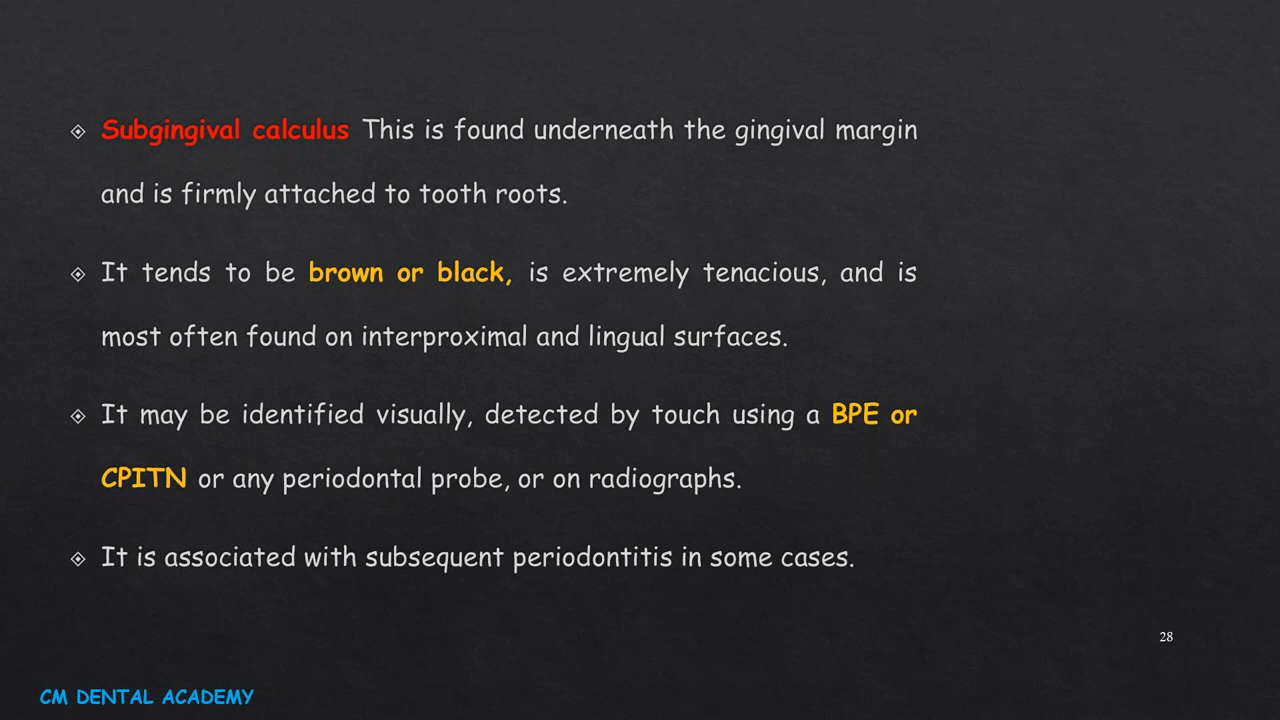 Subgingival calculus This is found underneath the gingival margin
and is firmly attached to tooth roots.
It tends to be brown or black, is extremely tenacious, and is
most often found on interproximal and lingual surfaces.
It may be identified visually, detected by touch using a BPE or
CPITN or any periodontal probe, or on radiographs.
It is associated with subsequent periodontitis in some cases.
28
CM DENTAL ACADEMY